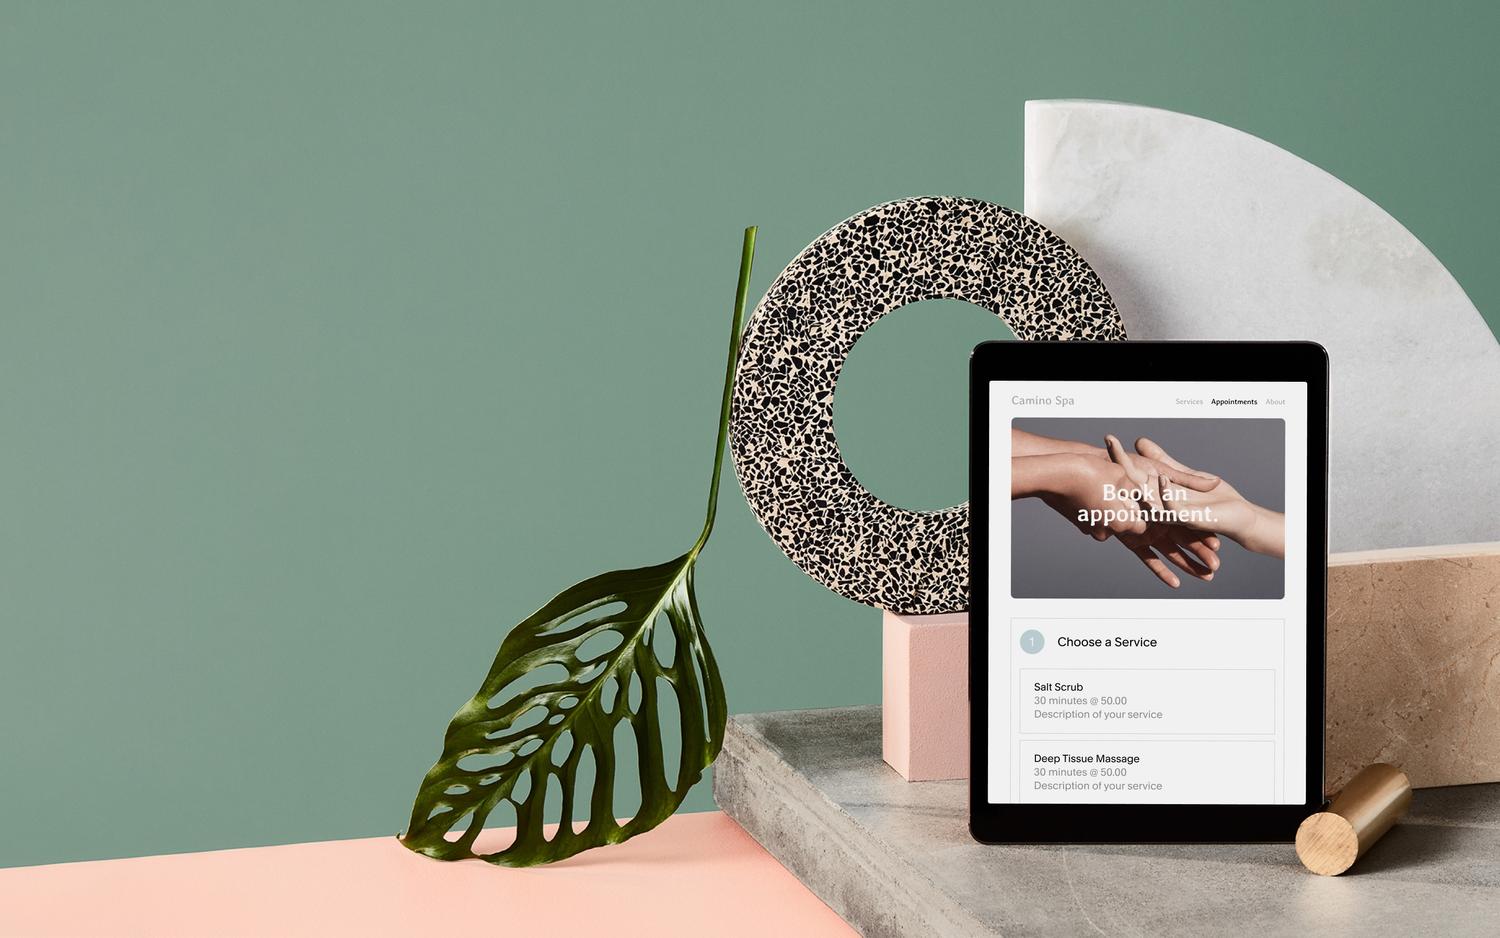 Camino Spa
Services Appointments About
Book an
appointment.
1 Choose a Service
Salt Scrub
30 minutes @ 50.00
Description of your service
Deep Tissue Massage
30 minutes @ 50.00
Description of your service